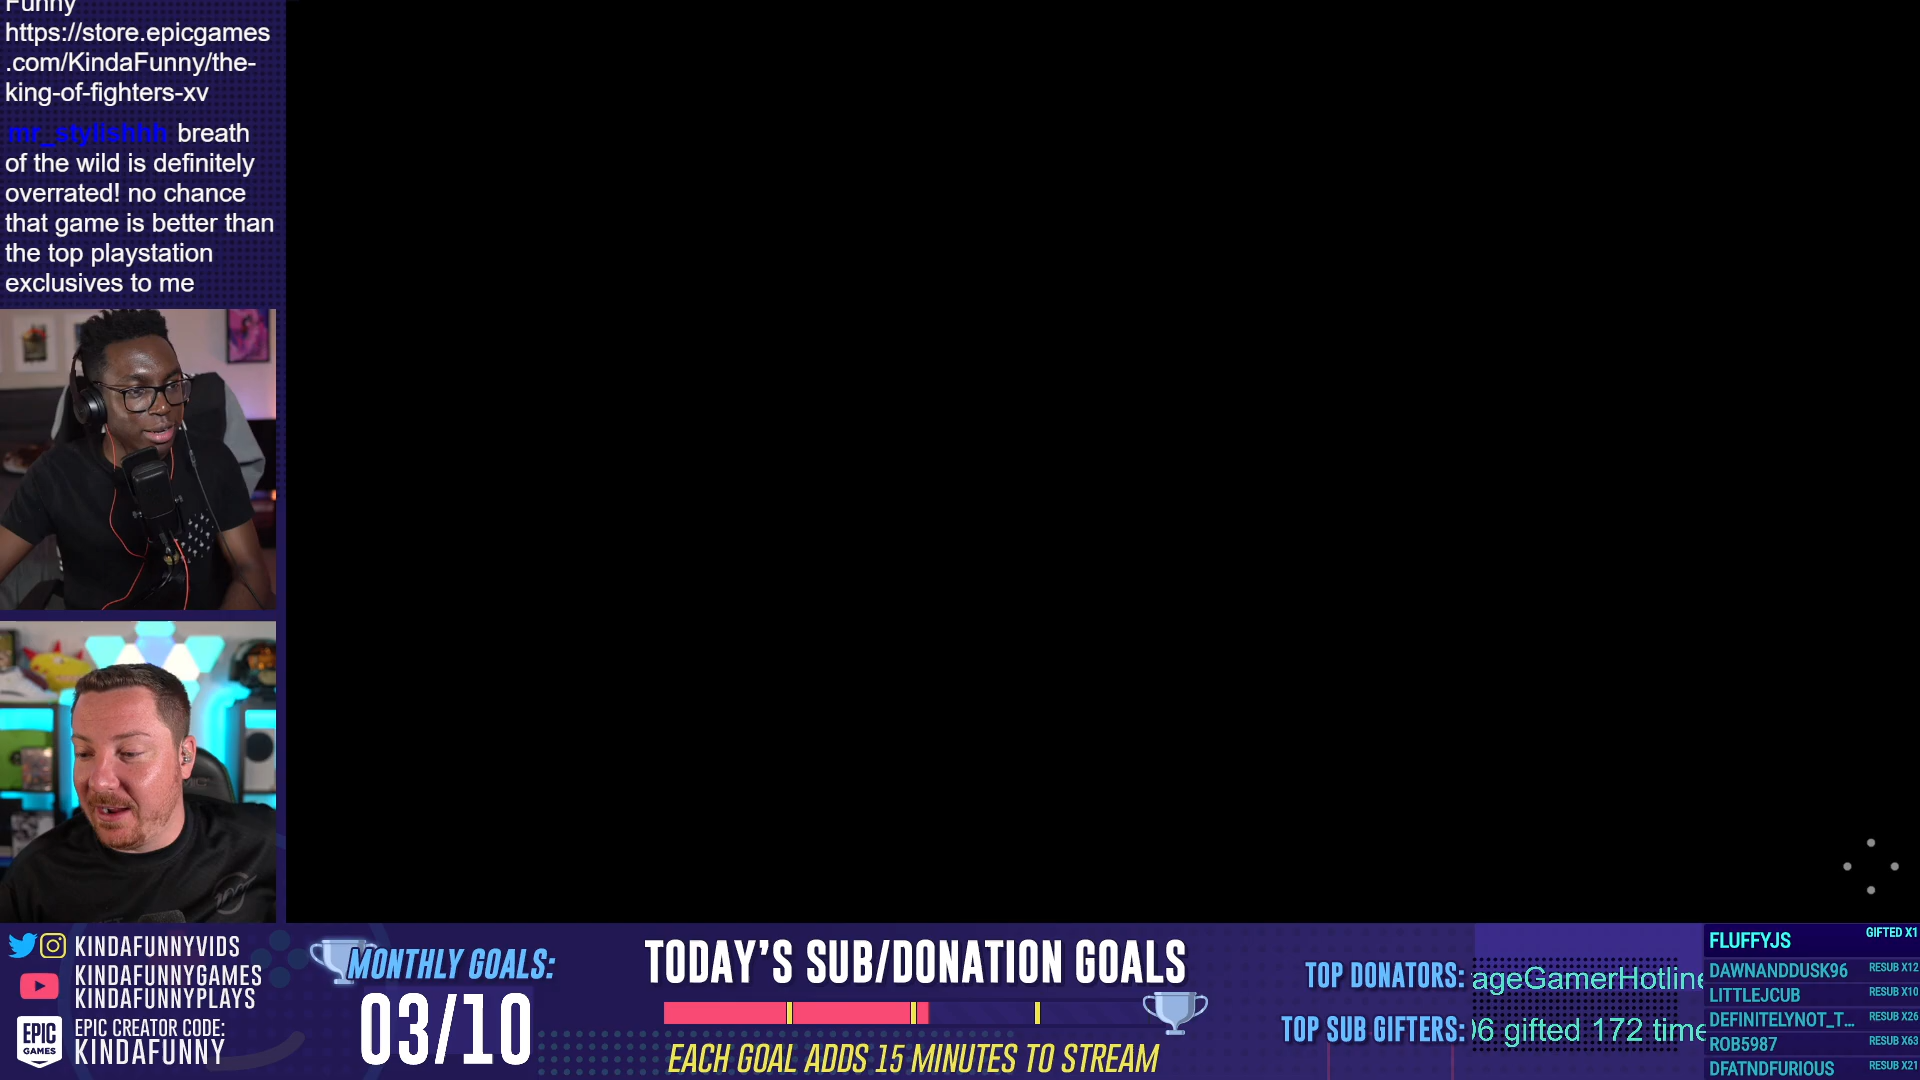 Funny
https://store.epicgames
.com/KindaFunny/the-
king-of-fighters-xv
mr_stylishhh breath
of the wild is definitely
overrated! no chance
that game is better than
the top playstation
exclusives to me
KINDAFUNNYVIDS
KINDAFUNNYGAMES
KINDAFUNNYPLAYS
EPIC GAMES
EPIC CREATOR CODE:
KINDAFUNNY
MONTHLY GOALS:
03/10
TODAY'S SUB/DONATION GOALS
EACH GOAL ADDS 15 MINUTES TO STREAM
TOP DONATORS: ageGamerHotline
TOP SUB GIFTERS: 06 gifted 172 time
FLUFFYJS GIFTED X1
DAWNANDDUSK96 RESUB X12
LITTLEJCUB RESUB X10
DEFINITELYNOT_T... RESUB X26
ROB5987 RESUB X63
DFATNDFURIOUS RESUB X21